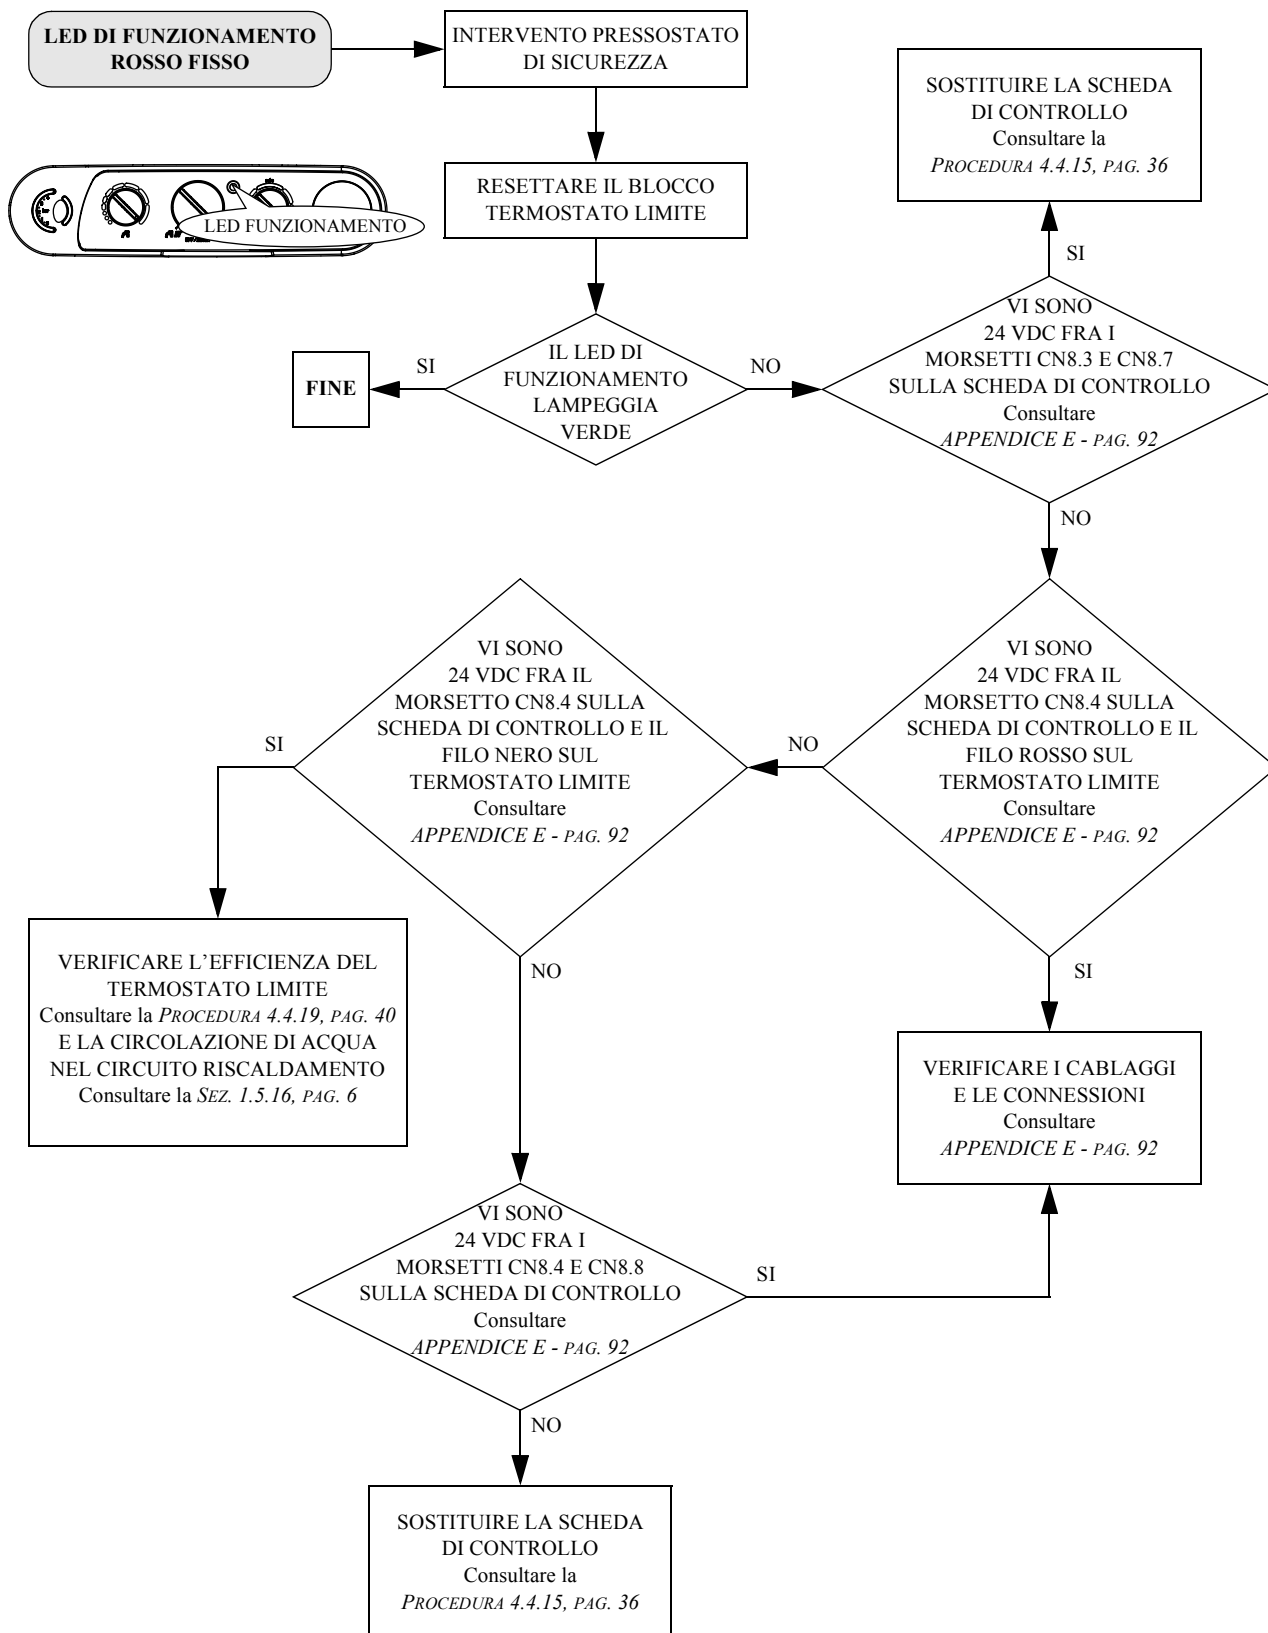 LED DI FUNZIONAMENTO
ROSSO FISSO
INTERVENTO PRESSOSTATO
DI SICUREZZA
SOSTITUIRE LA SCHEDA
DI CONTROLLO
Consultare la
PROCEDURA 4.4.15, PAG. 36
RESETTARE IL BLOCCO
TERMOSTATO LIMITE
LED FUNZIONAMENTO
SI
VI SONO
24 VDC FRA I
MORSETTI CN8.3 E CN8.7
SULLA SCHEDA DI CONTROLLO
Consultare
APPENDICE E - PAG. 92
IL LED DI
FUNZIONAMENTO
LAMPEGGIA
VERDE
SI
NO
FINE
NO
VI SONO
24 VDC FRA IL
MORSETTO CN8.4 SULLA
SCHEDA DI CONTROLLO E IL
FILO NERO SUL
TERMOSTATO LIMITE
Consultare
APPENDICE E - PAG. 92
VI SONO
24 VDC FRA IL
MORSETTO CN8.4 SULLA
SCHEDA DI CONTROLLO E IL
FILO ROSSO SUL
TERMOSTATO LIMITE
Consultare
APPENDICE E - PAG. 92
SI
NO
NO
SI
VERIFICARE L'EFFICIENZA DEL
TERMOSTATO LIMITE
Consultare la PROCEDURA 4.4.19, PAG. 40
E LA CIRCOLAZIONE DI ACQUA
NEL CIRCUITO RISCALDAMENTO
Consultare la SEZ. 1.5.16, PAG. 6
VERIFICARE I CABLAGGI
E LE CONNESSIONI
Consultare
APPENDICE E - PAG. 92
VI SONO
24 VDC FRA I
MORSETTI CN8.4 E CN8.8
SULLA SCHEDA DI CONTROLLO
Consultare
APPENDICE E - PAG. 92
SI
NO
SOSTITUIRE LA SCHEDA
DI CONTROLLO
Consultare la
PROCEDURA 4.4.15, PAG. 36